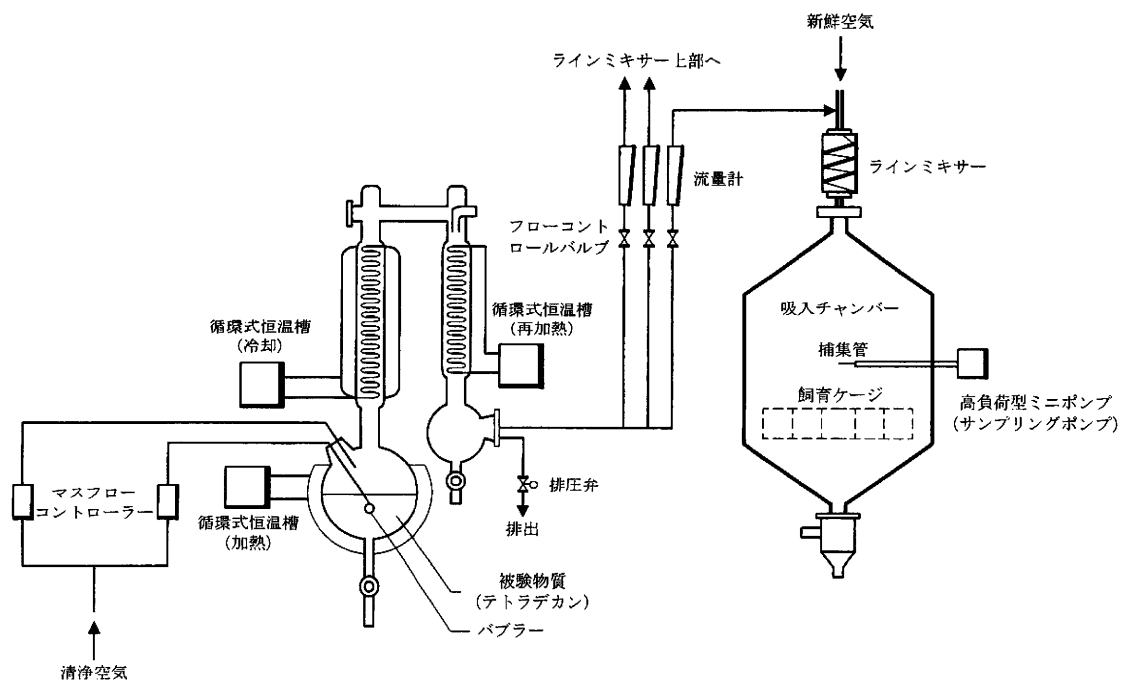 新鮮空気
ラインミキサー上部へ
ラインミキサー
流量計
フローコント
ロールバルブ
吸入チャンバー
循環式恒温槽
(再加熱)
循環式恒温槽
(冷却)
捕集管
飼育ケージ
高負荷型ミニポンプ
(サンプリングポンプ)
マスフロー
コントローラー
循環式恒温槽
(加熱)
排圧弁
排出
被験物質
(テトラデカン)
バブラー
清浄空気